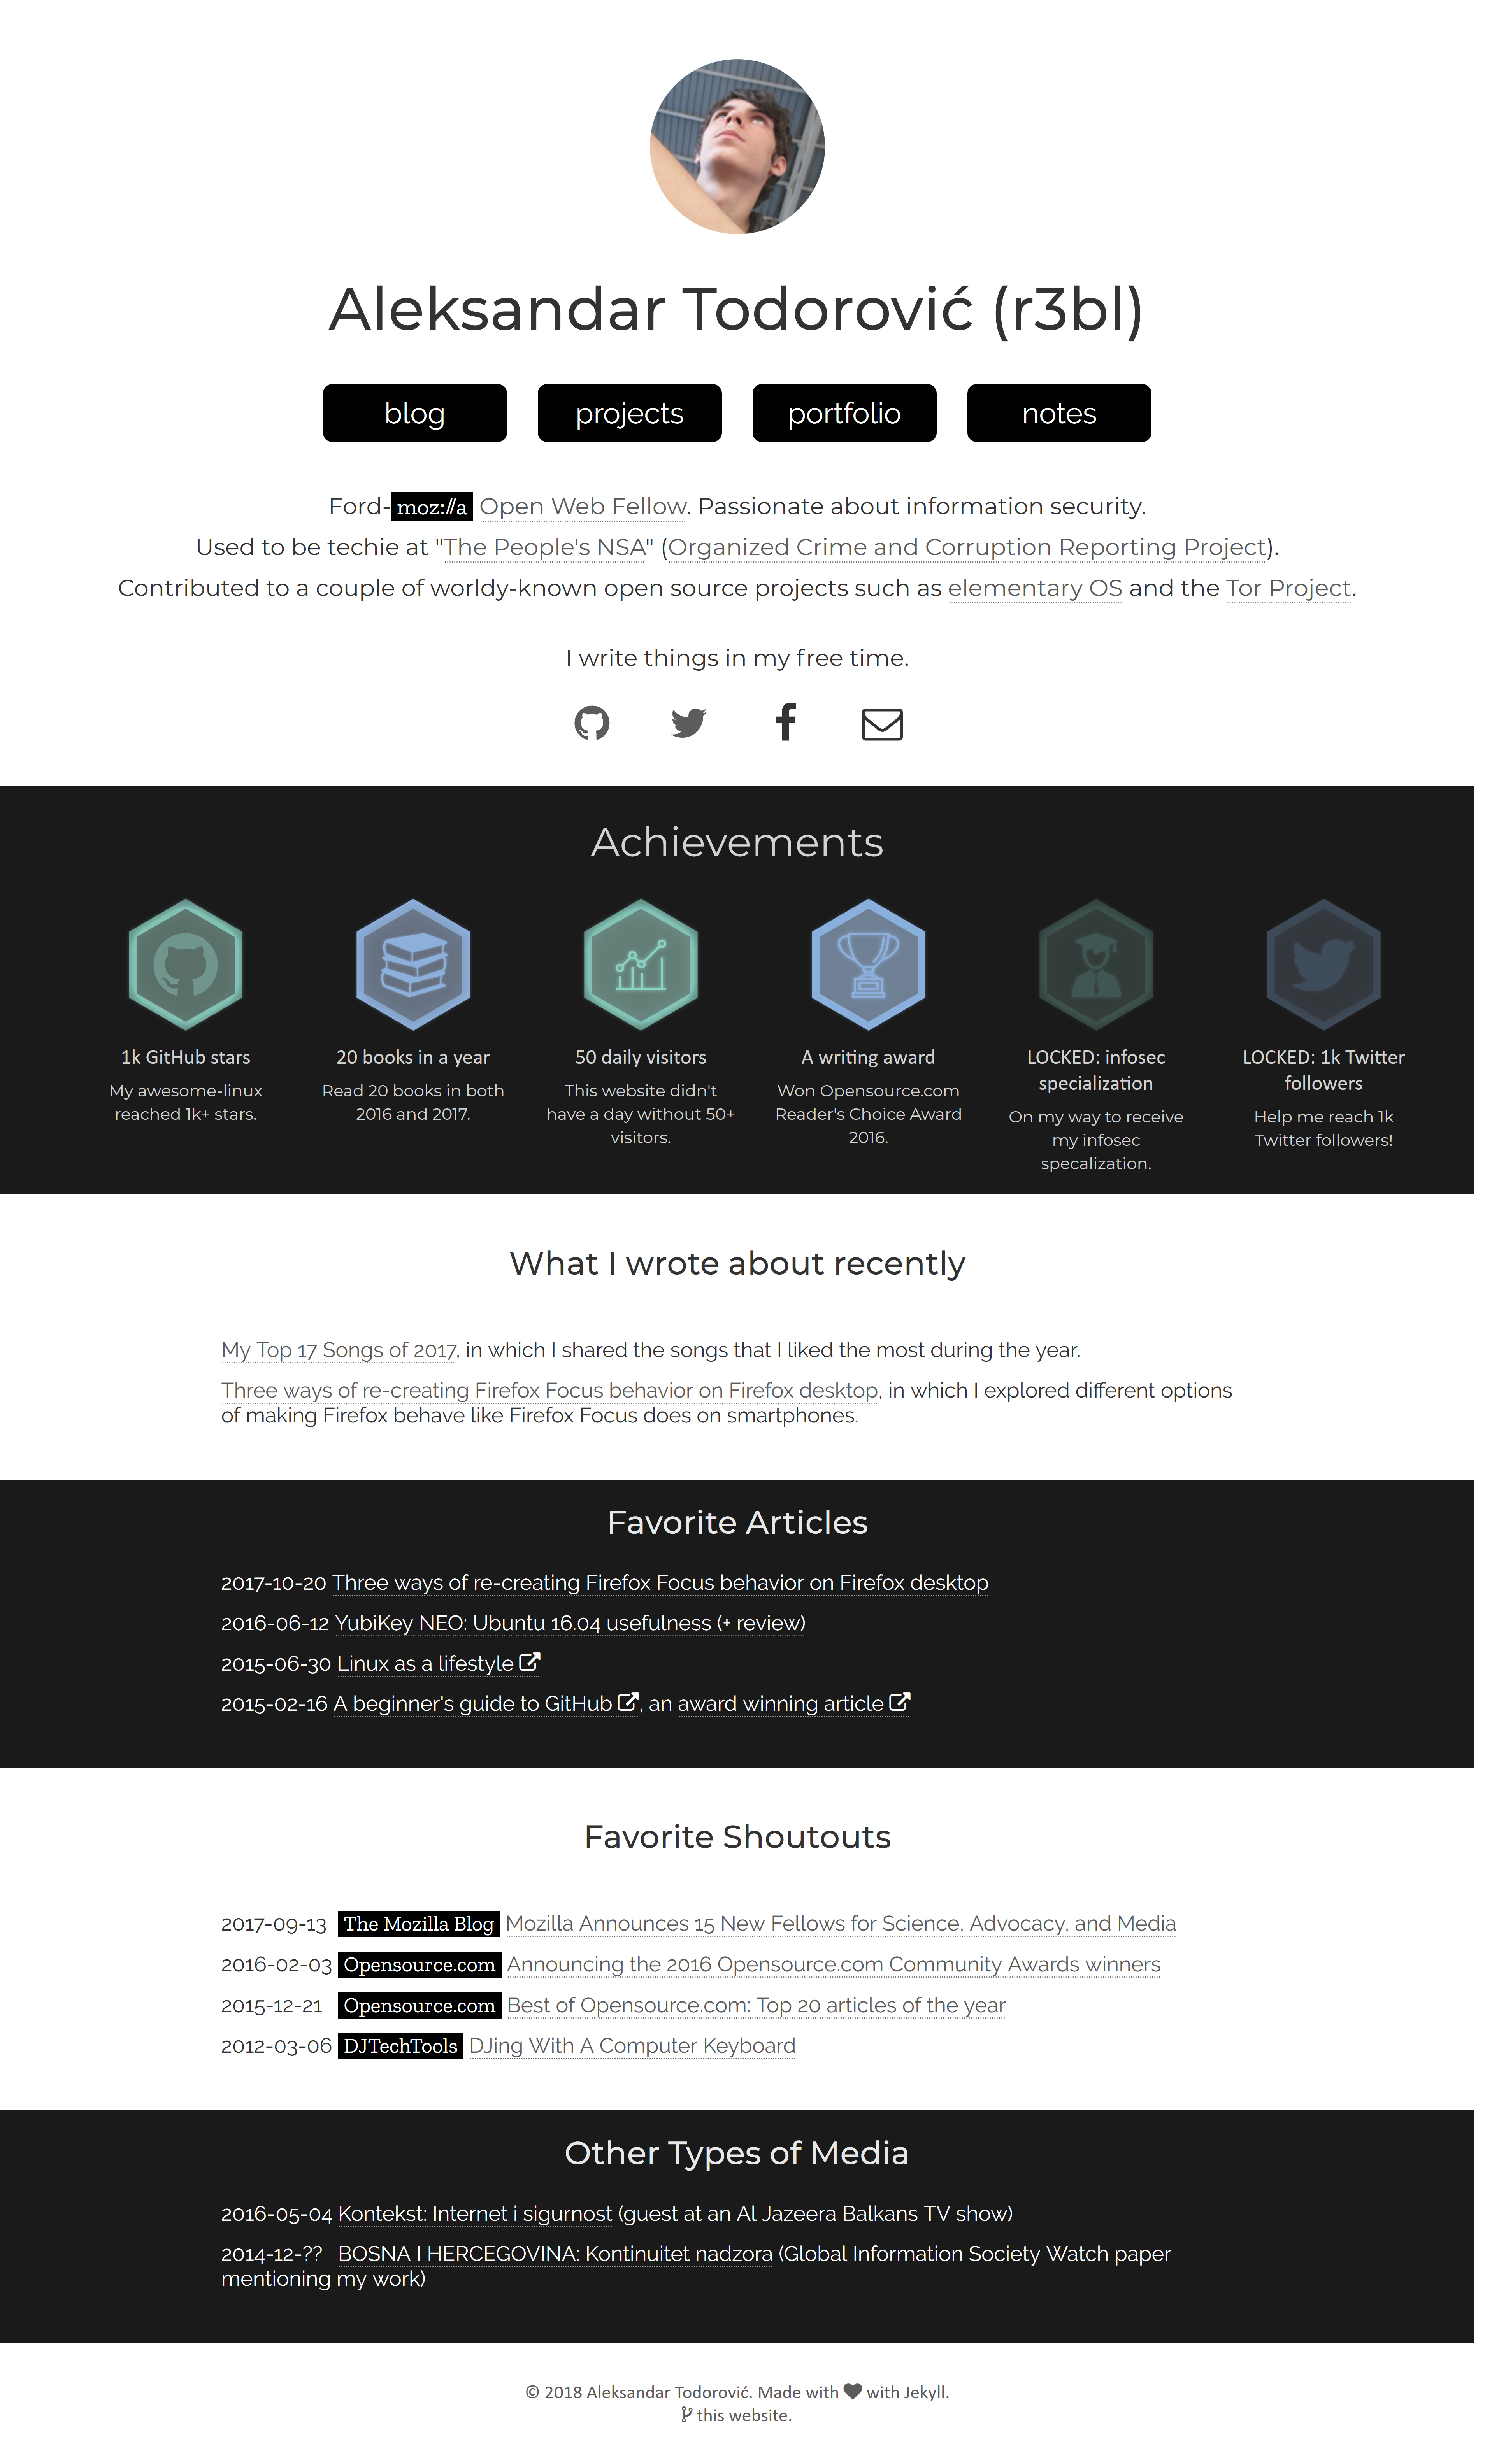 Aleksandar Todorović (r3bl)
blog projects portfolio notes
Ford-moz://a Open Web Fellow. Passionate about information security.
Used to be techie at "The People's NSA" (Organized Crime and Corruption Reporting Project).
Contributed to a couple of worldy-known open source projects such as elementary OS and the Tor Project.
I write things in my free time.
Achievements
1k GitHub stars
My awesome-linux
reached 1k+ stars.
20 books in a year
Read 20 books in both
2016 and 2017.
50 daily visitors
This website didn't
have a day without 50+
visitors.
A writing award
Won Opensource.com
Reader's Choice Award
2016.
LOCKED: infosec
specialization
On my way to receive
my infosec
specalization.
LOCKED: 1k Twitter
followers
Help me reach 1k
Twitter followers!
What I wrote about recently
My Top 17 Songs of 2017, in which I shared the songs that I liked the most during the year.
Three ways of re-creating Firefox Focus behavior on Firefox desktop, in which I explored different options
of making Firefox behave like Firefox Focus does on smartphones.
Favorite Articles
2017-10-20 Three ways of re-creating Firefox Focus behavior on Firefox desktop
2016-06-12 YubiKey NEO: Ubuntu 16.04 usefulness (+ review)
2015-06-30 Linux as a lifestyle
2015-02-16 A beginner's guide to GitHub, an award winning article
Favorite Shoutouts
2017-09-13 The Mozilla Blog Mozilla Announces 15 New Fellows for Science, Advocacy, and Media
2016-02-03 Opensource.com Announcing the 2016 Opensource.com Community Awards winners
2015-12-21 Opensource.com Best of Opensource.com: Top 20 articles of the year
2012-03-06 DJTechTools DJing With A Computer Keyboard
Other Types of Media
2016-05-04 Kontekst: Internet i sigurnost (guest at an Al Jazeera Balkans TV show)
2014-12-?? BOSNA I HERCEGOVINA: Kontinuitet nadzora (Global Information Society Watch paper
mentioning my work)
© 2018 Aleksandar Todorović. Made with ♥ with Jekyll.
this website.